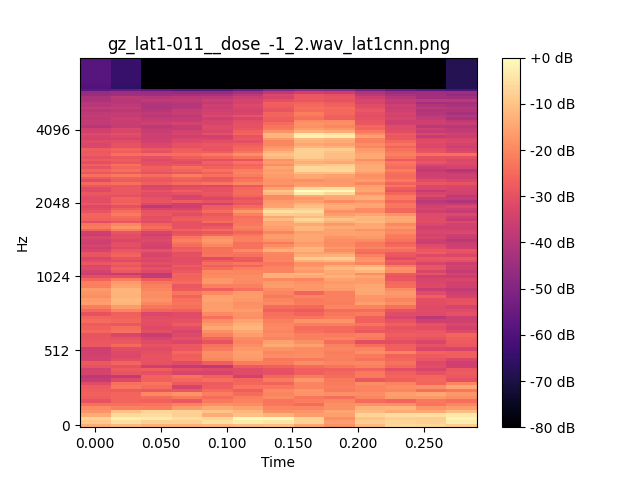 gz_lat1-011__dose_-1_2.wav_lat1cnn.png
+0 dB
-10 dB
-20 dB
-30 dB
-40 dB
-50 dB
-60 dB
-70 dB
-80 dB
4096
2048
1024
512
0
Hz
0.000 0.050 0.100 0.150 0.200 0.250
Time